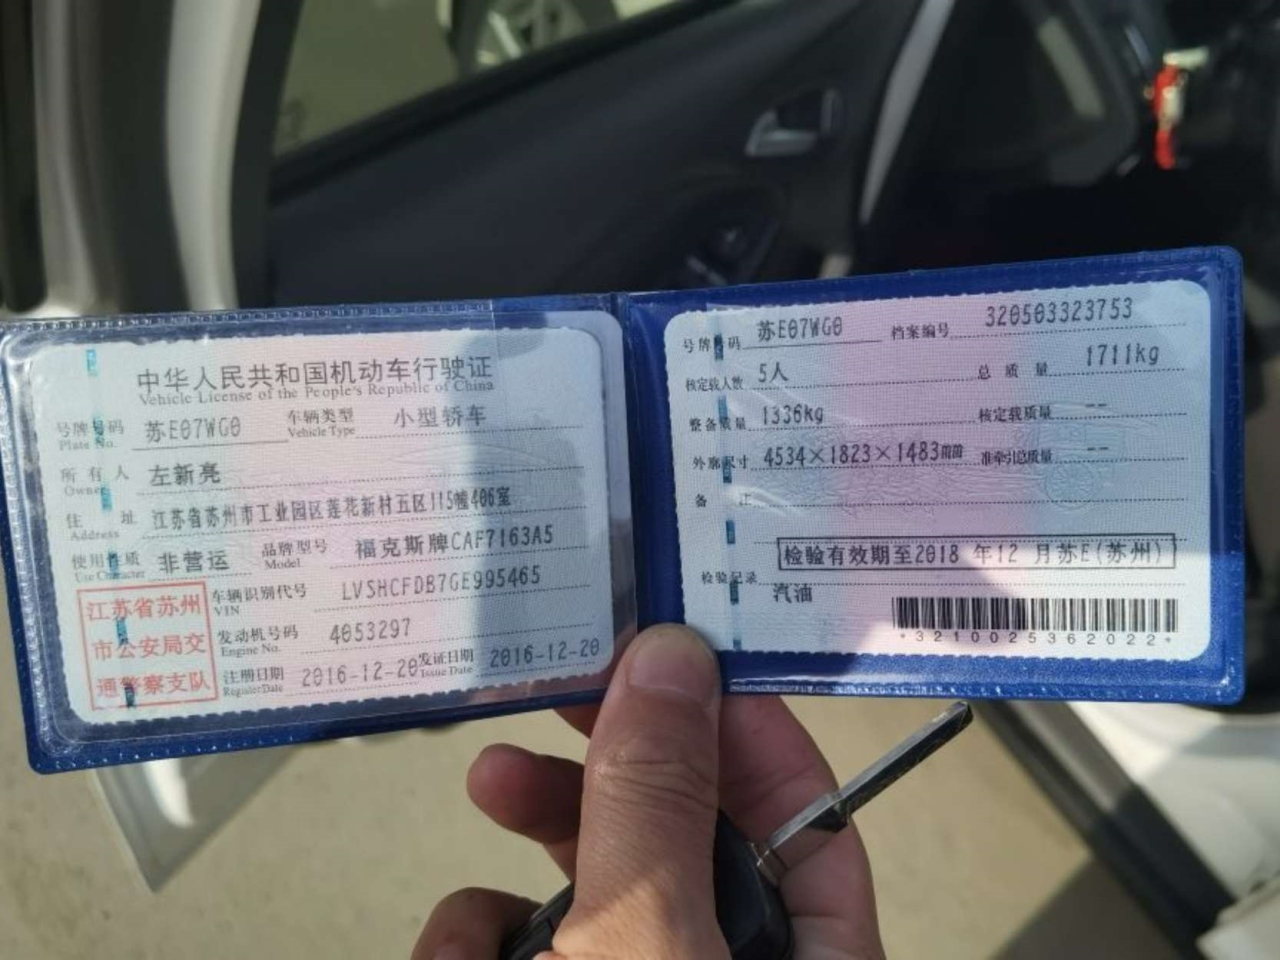 中华人民共和国机动车行驶证
Vehicle License of the People's Republic of China
号牌号码 苏E07WG0 车辆类型 小型轿车
Plate No. Vehicle Type
所有人 左新亮
Owner
住址 江苏省苏州市工业园区莲花新村五区115幢406室
Address
使用性质 非营运 品牌型号 福克斯牌CAF7163A5
Use Character Model
车辆识别代号 LVSHCFDB7GE995465
VIN
发动机号码 4053297
Engine No.
注册日期 2016-12-20 发证日期 2016-12-20
Register Date Issue Date
江苏省苏州
市公安局交
通警察支队
号牌号码 苏E07WG0 档案编号 320503323753
核定载人数 5人 总质量 1711kg
整备质量 1336kg 核定载质量 --
外廓尺寸 4534×1823×1483mm 准牵引总质量 --
备注
检验有效期至2018 年12 月苏E(苏州)
检验记录
汽油
*3210025362022*